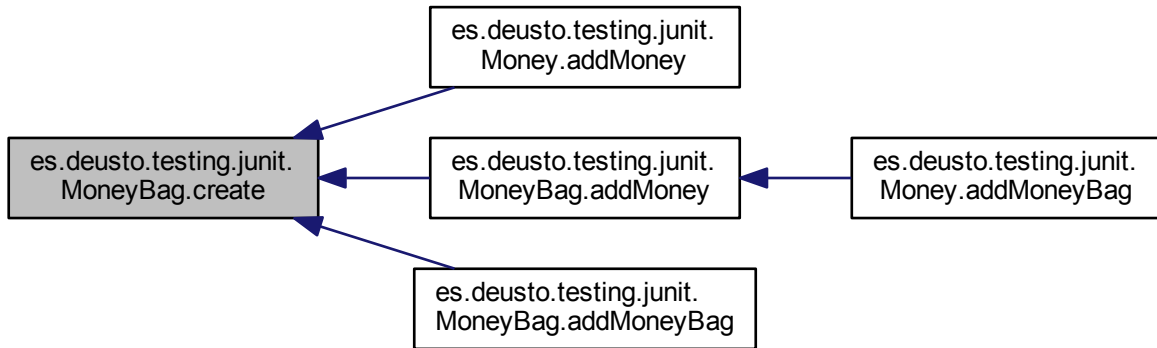 es.deusto.testing.junit.
Money.addMoney
es.deusto.testing.junit.
MoneyBag.create
es.deusto.testing.junit.
MoneyBag.addMoney
es.deusto.testing.junit.
Money.addMoneyBag
es.deusto.testing.junit.
MoneyBag.addMoneyBag